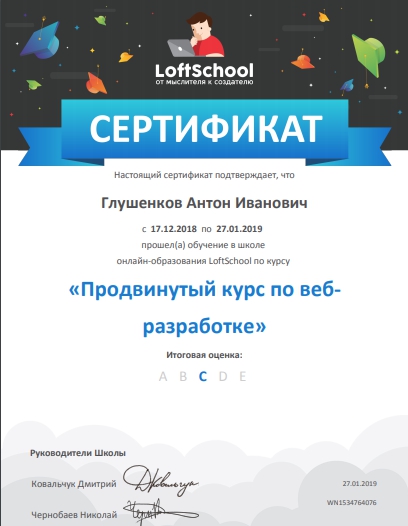 LoftSchool
от мыслителя к создателю
СЕРТИФИКАТ
Настоящий сертификат подтверждает, что
Глушенков Антон Иванович
с 17.12.2018 по 27.01.2019
прошел(а) обучение в школе
онлайн-образования LoftSchool по курсу
«Продвинутый курс по веб-
разработке»
Итоговая оценка:
A B C D E
Руководители Школы
Ковальчук Дмитрий
27.01.2019
WN1534764076
Чернобаев Николай